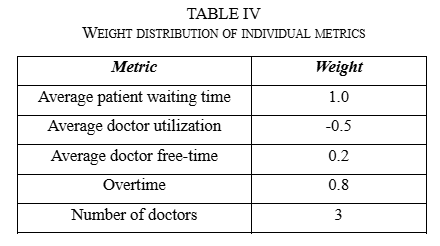 TABLE IV
WEIGHT DISTRIBUTION OF INDIVIDUAL METRICS
Metric Weight
Average patient waiting time 1.0
Average doctor utilization -0.5
Average doctor free-time 0.2
Overtime 0.8
Number of doctors 3